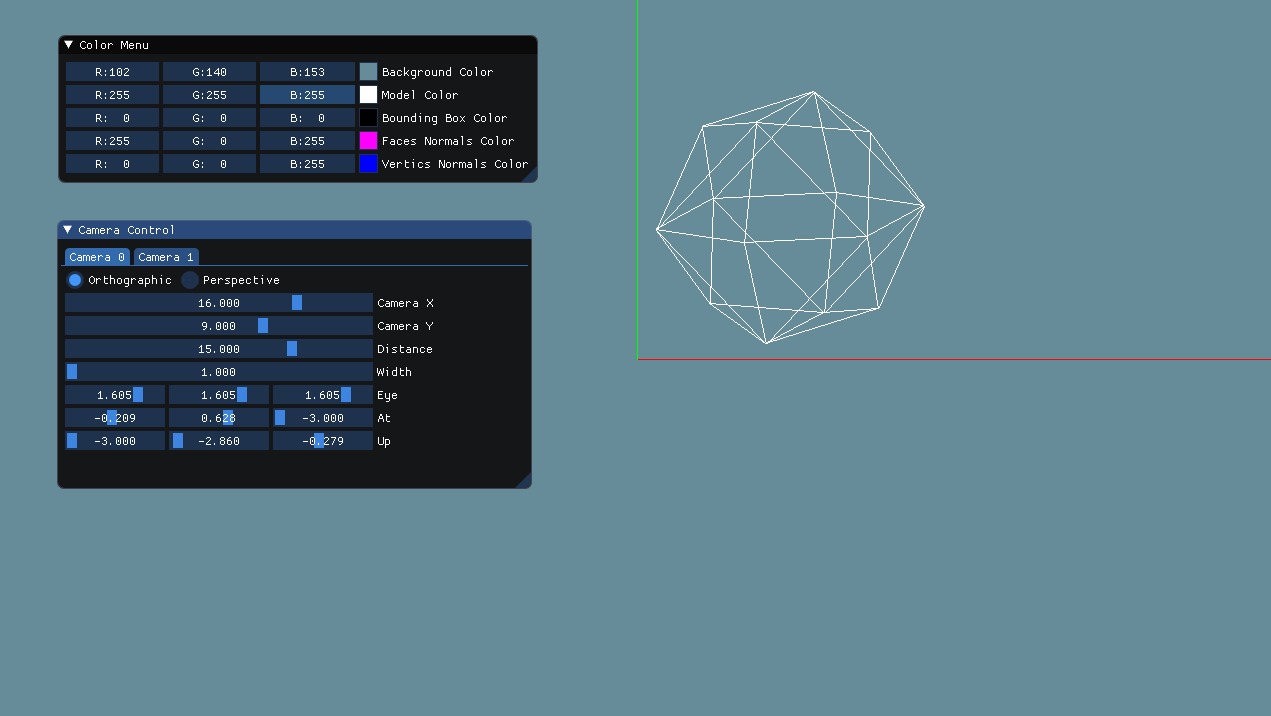 Color Menu
R:102 G:140 B:153 Background Color
R:255 G:255 B:255 Model Color
R: 0 G: 0 B: 0 Bounding Box Color
R:255 G: 0 B:255 Faces Normals Color
R: 0 G: 0 B:255 Vertics Normals Color
Camera Control
Camera 0 Camera 1
Orthographic Perspective
16.000 Camera X
9.000 Camera Y
15.000 Distance
1.000 Width
1.605 1.605 1.605 Eye
-0.209 0.628 -3.000 At
-3.000 -2.860 -0.279 Up